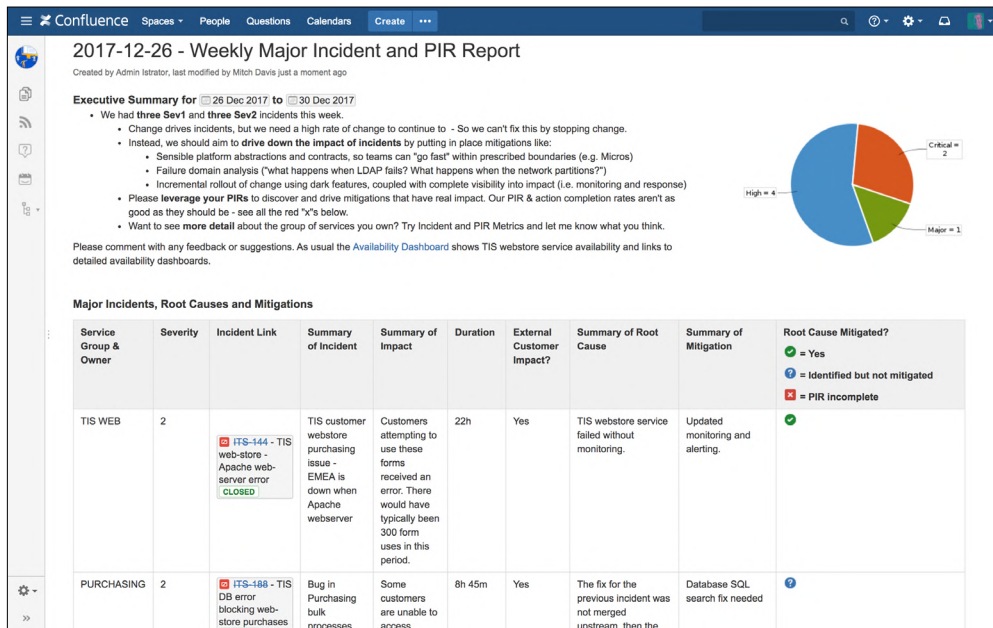 Confluence Spaces People Questions Calendars Create •••
2017-12-26 - Weekly Major Incident and PIR Report
Created by Admin Istrator, last modified by Mitch Davis just a moment ago
Executive Summary for 26 Dec 2017 to 30 Dec 2017
• We had three Sev1 and three Sev2 incidents this week.
• Change drives incidents, but we need a high rate of change to continue to - So we can't fix this by stopping change.
• Instead, we should aim to drive down the impact of incidents by putting in place mitigations like:
• Sensible platform abstractions and contracts, so teams can "go fast" within prescribed boundaries (e.g. Micros)
• Failure domain analysis ("what happens when LDAP fails? What happens when the network partitions?")
• Incremental rollout of change using dark features, coupled with complete visibility into impact (i.e. monitoring and response)
• Please leverage your PIRs to discover and drive mitigations that have real impact. Our PIR & action completion rates aren't as
good as they should be - see all the red "x"s below.
• Want to see more detail about the group of services you own? Try Incident and PIR Metrics and let me know what you think.
Please comment with any feedback or suggestions. As usual the Availability Dashboard shows TIS webstore service availability and links to
detailed availability dashboards.
Critical =
2
High = 4
Major = 1
Major Incidents, Root Causes and Mitigations
Service
Group &
Owner
Severity
Incident Link
Summary
of Incident
Summary of
Impact
Duration
External
Customer
Impact?
Summary of Root
Cause
Summary of
Mitigation
Root Cause Mitigated?
= Yes
= Identified but not mitigated
= PIR incomplete
TIS WEB
2
ITS-144 - TIS
web-store -
Apache web-
server error
CLOSED
TIS customer
webstore
purchasing
issue -
EMEA is
down when
Apache
webserver
Customers
attempting to
use these
forms
received an
error. There
would have
typically been
300 form
uses in this
period.
22h
Yes
TIS webstore service
failed without
monitoring.
Updated
monitoring and
alerting.
PURCHASING
2
ITS-188 - TIS
DB error
blocking web-
store purchases
Bug in
Purchasing
bulk
processes
Some
customers
are unable to
access
8h 45m
Yes
The fix for the
previous incident was
not merged
upstream, then the
Database SQL
search fix needed